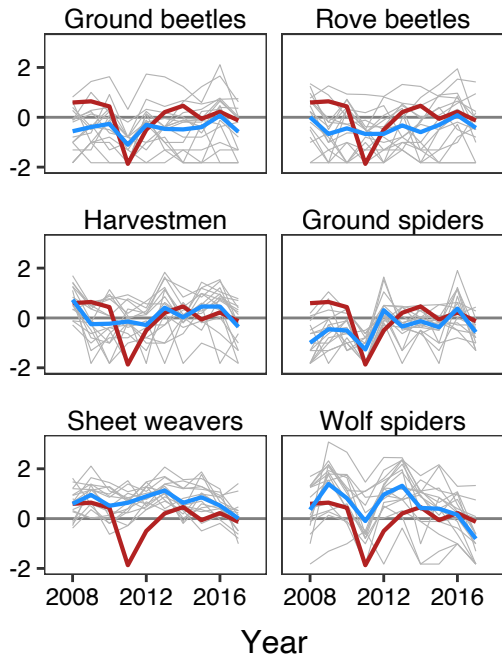 Ground beetles
Rove beetles
2
0
-2
Harvestmen
Ground spiders
2
0
-2
Sheet weavers
Wolf spiders
2
0
-2
2008 2012 2016
2008 2012 2016
Year